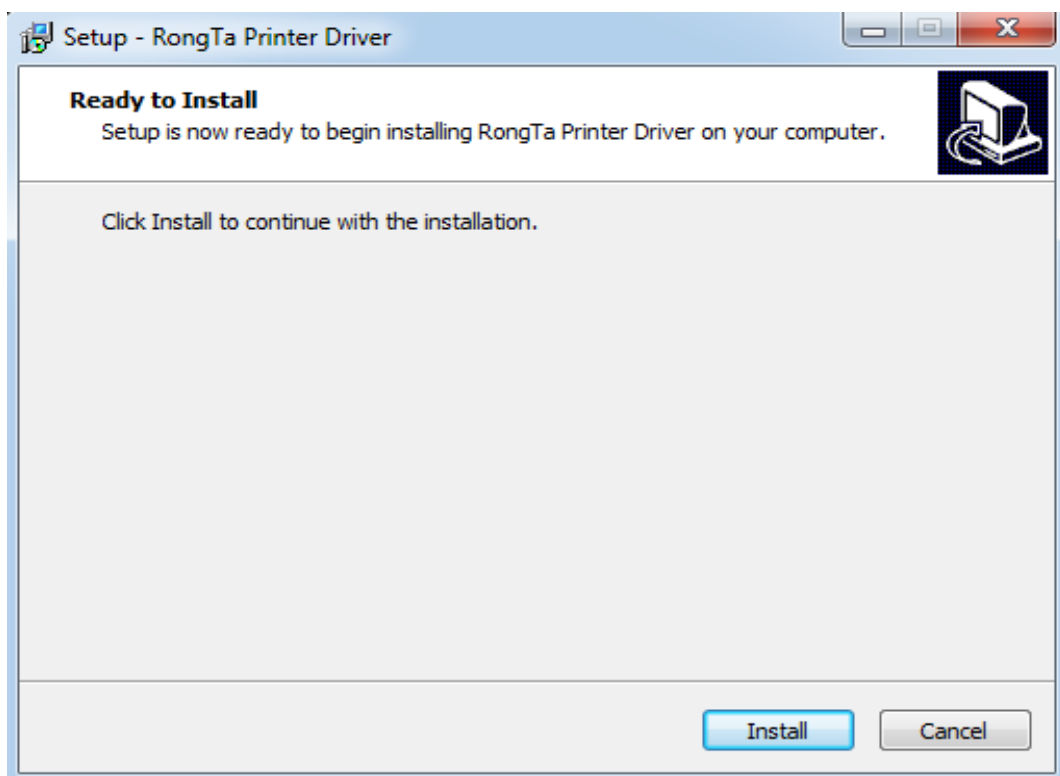 Setup - RongTa Printer Driver
Ready to Install
Setup is now ready to begin installing RongTa Printer Driver on your computer.
Click Install to continue with the installation.
Install
Cancel